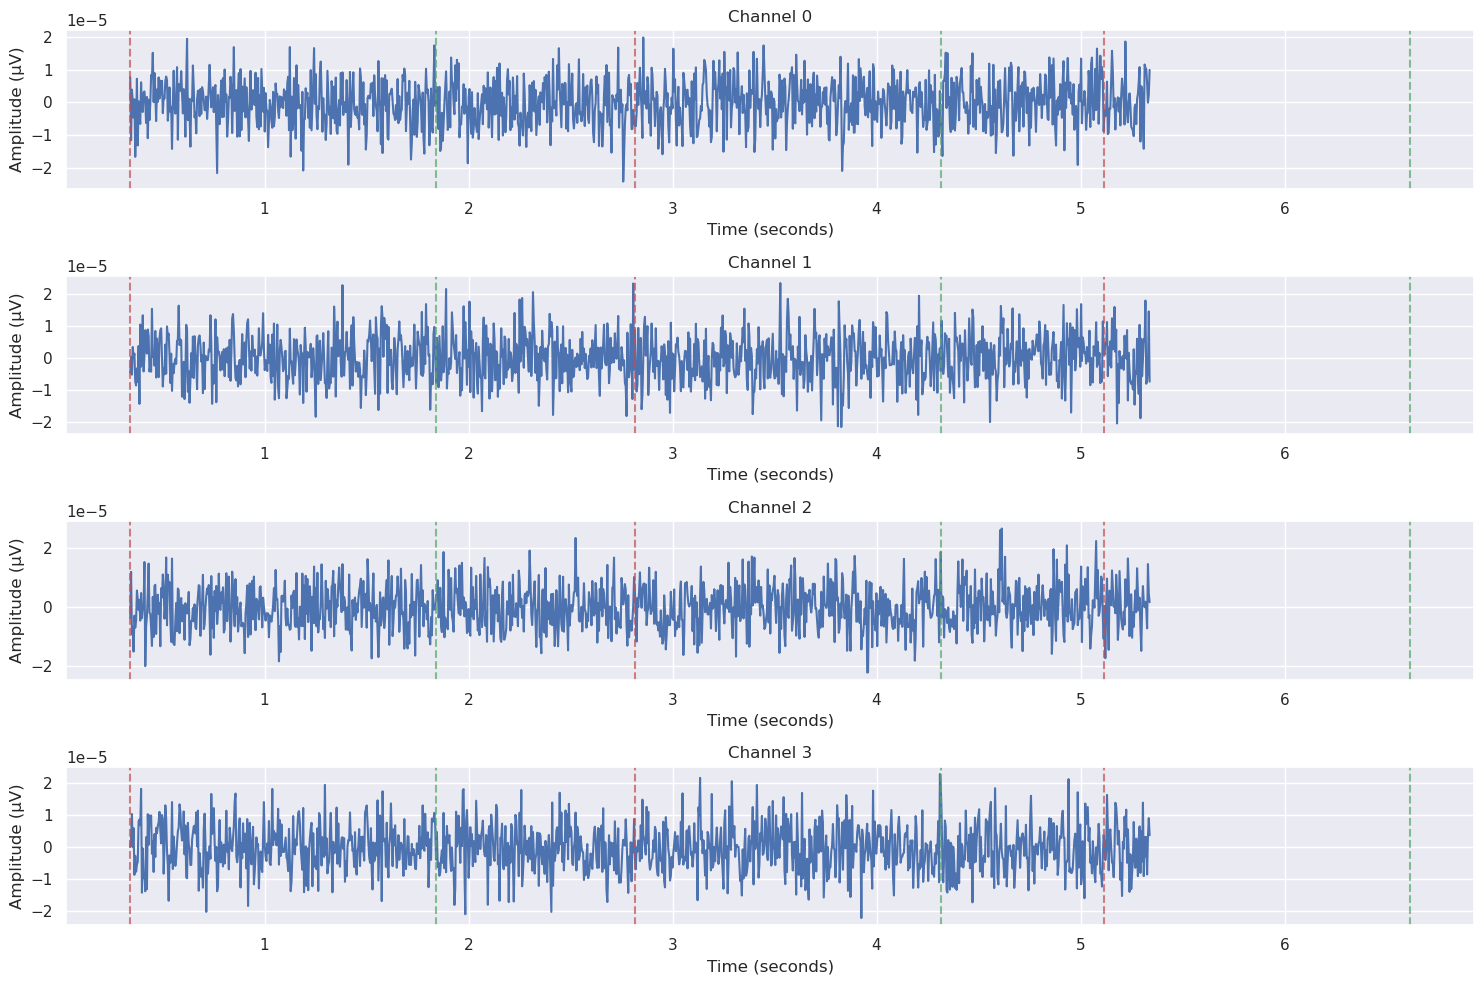 Channel 0
1e−5
Amplitude (µV)
2
1
0
−1
−2
1 2 3 4 5 6
Time (seconds)
Channel 1
1e−5
Amplitude (µV)
2
1
0
−1
−2
1 2 3 4 5 6
Time (seconds)
Channel 2
1e−5
Amplitude (µV)
2
0
−2
1 2 3 4 5 6
Time (seconds)
Channel 3
1e−5
Amplitude (µV)
2
1
0
−1
−2
1 2 3 4 5 6
Time (seconds)